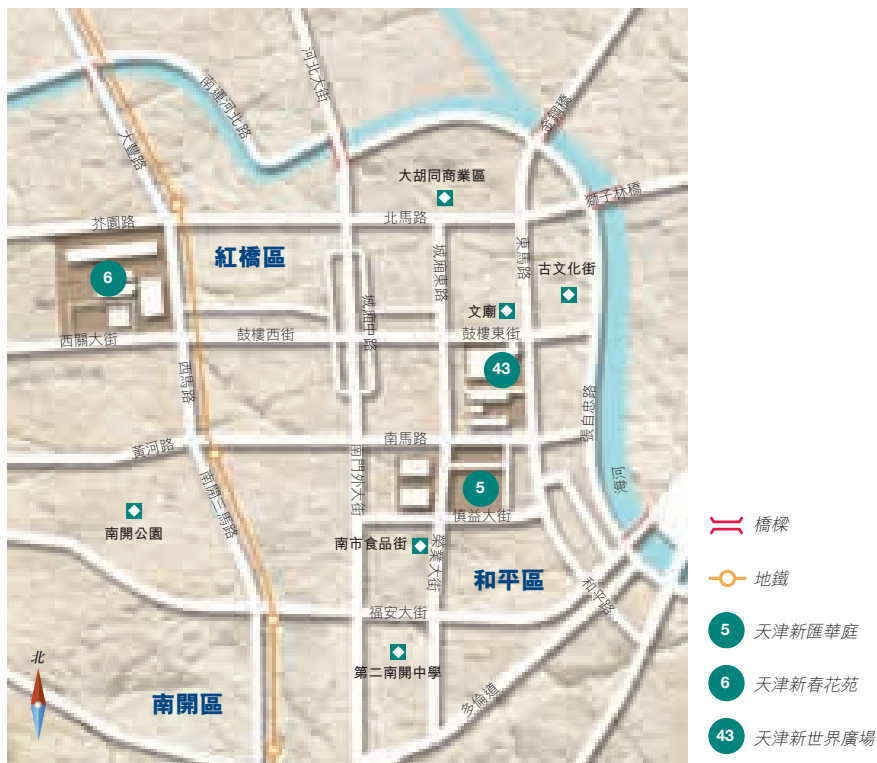 河北大街
南運河北路
金鋼橋
大豐路
大胡同商業區
獅子林橋
芥園路
北馬路
紅橋區
東馬路
城廂東路
古文化街
6
城廂中路
文廟
西關大街
鼓樓西街
鼓樓東街
43
西馬路
張自忠路
黃河路
南馬路
南門外大街
海河
5
南開三馬路
慎益大街
橋樑
南開公園
南市食品街
榮業大街
和平區
和平路
地鐵
福安大街
5 天津新匯華庭
北
第二南開中學
6 天津新春花苑
南開區
多倫道
43 天津新世界廣場